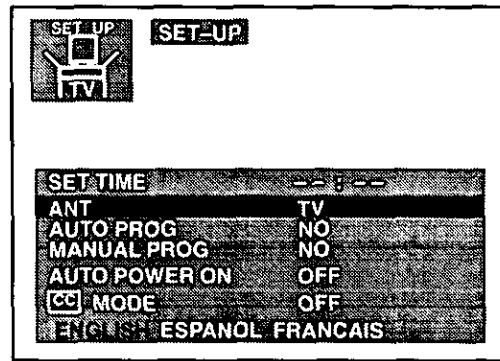 SET UP
SET-UP
TV
SET TIME --:--
ANT TV
AUTO PROG NO
MANUAL PROG NO
AUTO POWER ON OFF
CC MODE OFF
ENGLISH ESPANOL FRANCAIS